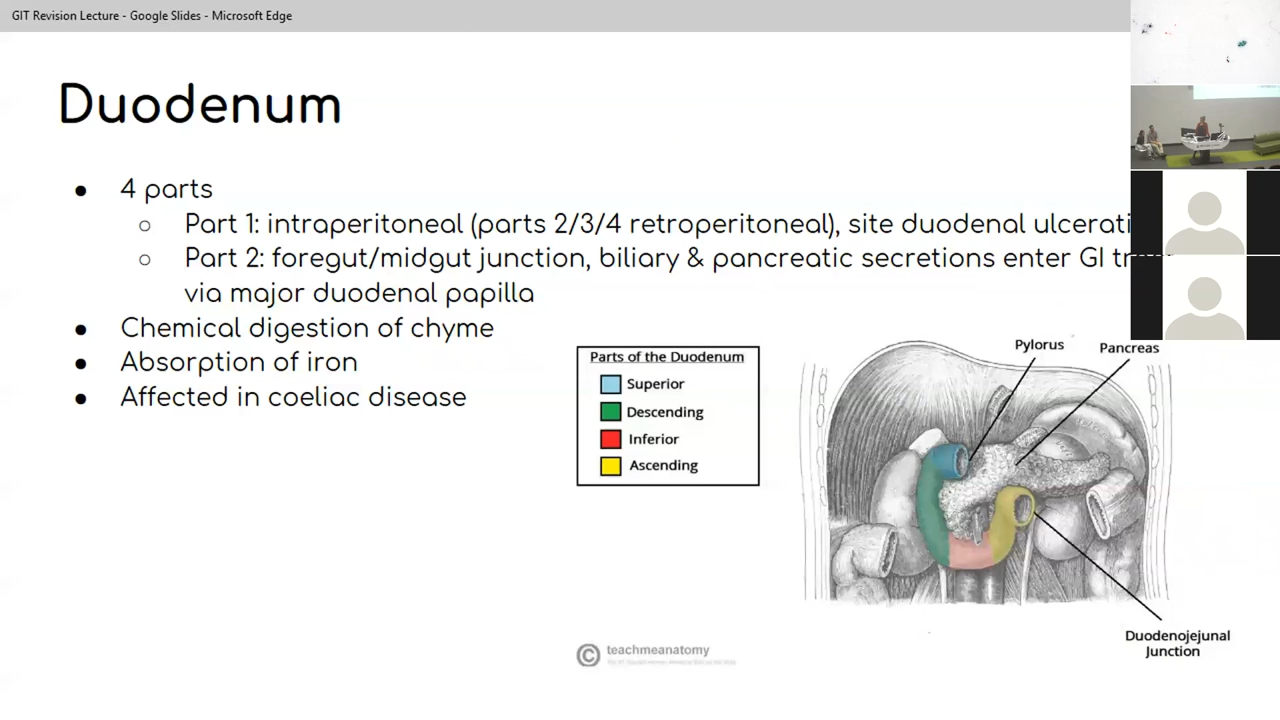 GIT Revision Lecture - Google Slides - Microsoft Edge
Duodenum
● 4 parts
○ Part 1: intraperitoneal (parts 2/3/4 retroperitoneal), site duodenal
○ Part 2: foregut/midgut junction, biliary & pancreatic secretions enter GI
via major duodenal papilla
● Chemical digestion of chyme
● Absorption of iron
● Affected in coeliac disease
Parts of the Duodenum
Superior
Descending
Inferior
Ascending
Pylorus
Pancreas
Duodenojejunal
Junction
© teachmeanatomy